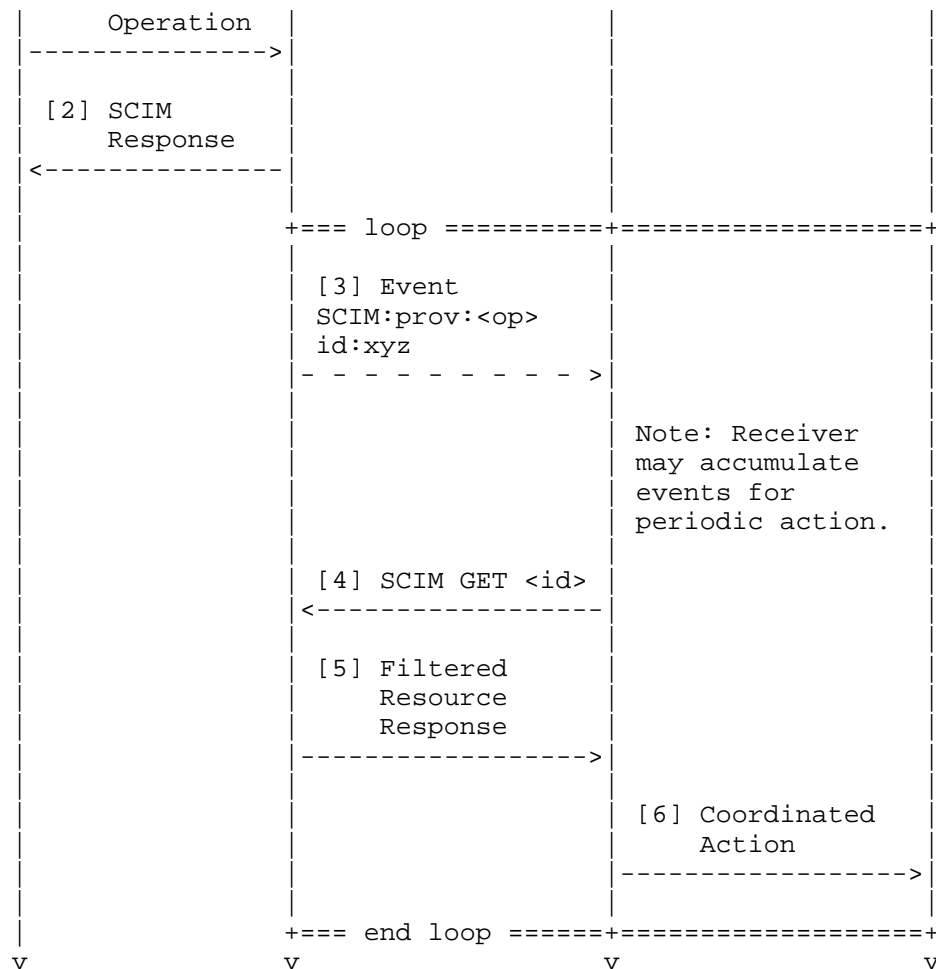 Operation
[2] SCIM
Response
=== loop ===
[3] Event
SCIM:prov:<op>
id:xyz
Note: Receiver
may accumulate
events for
periodic action.
[4] SCIM GET <id>
[5] Filtered
Resource
Response
[6] Coordinated
Action
=== end loop ===
v v v v